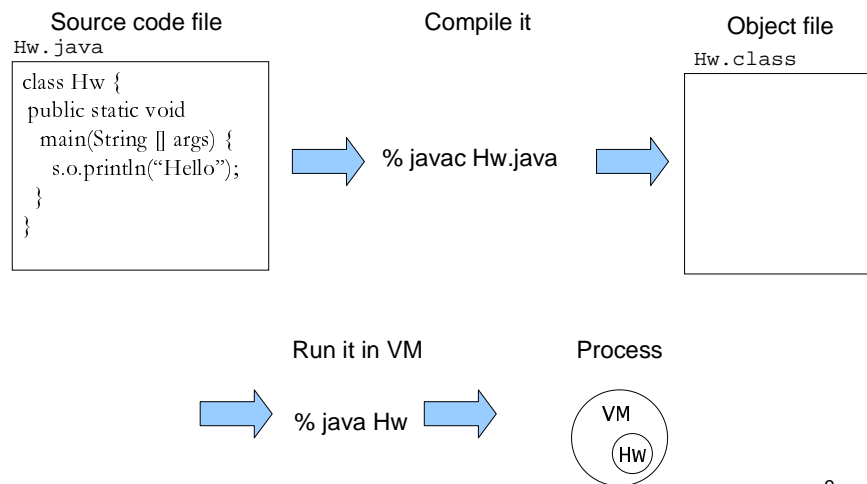 Source code file
Compile it
Object file
Hw.java
Hw.class
class Hw {
public static void
main(String [] args) {
s.o.println(“Hello”);
}
}
% javac Hw.java
Run it in VM
Process
% java Hw
VM
Hw